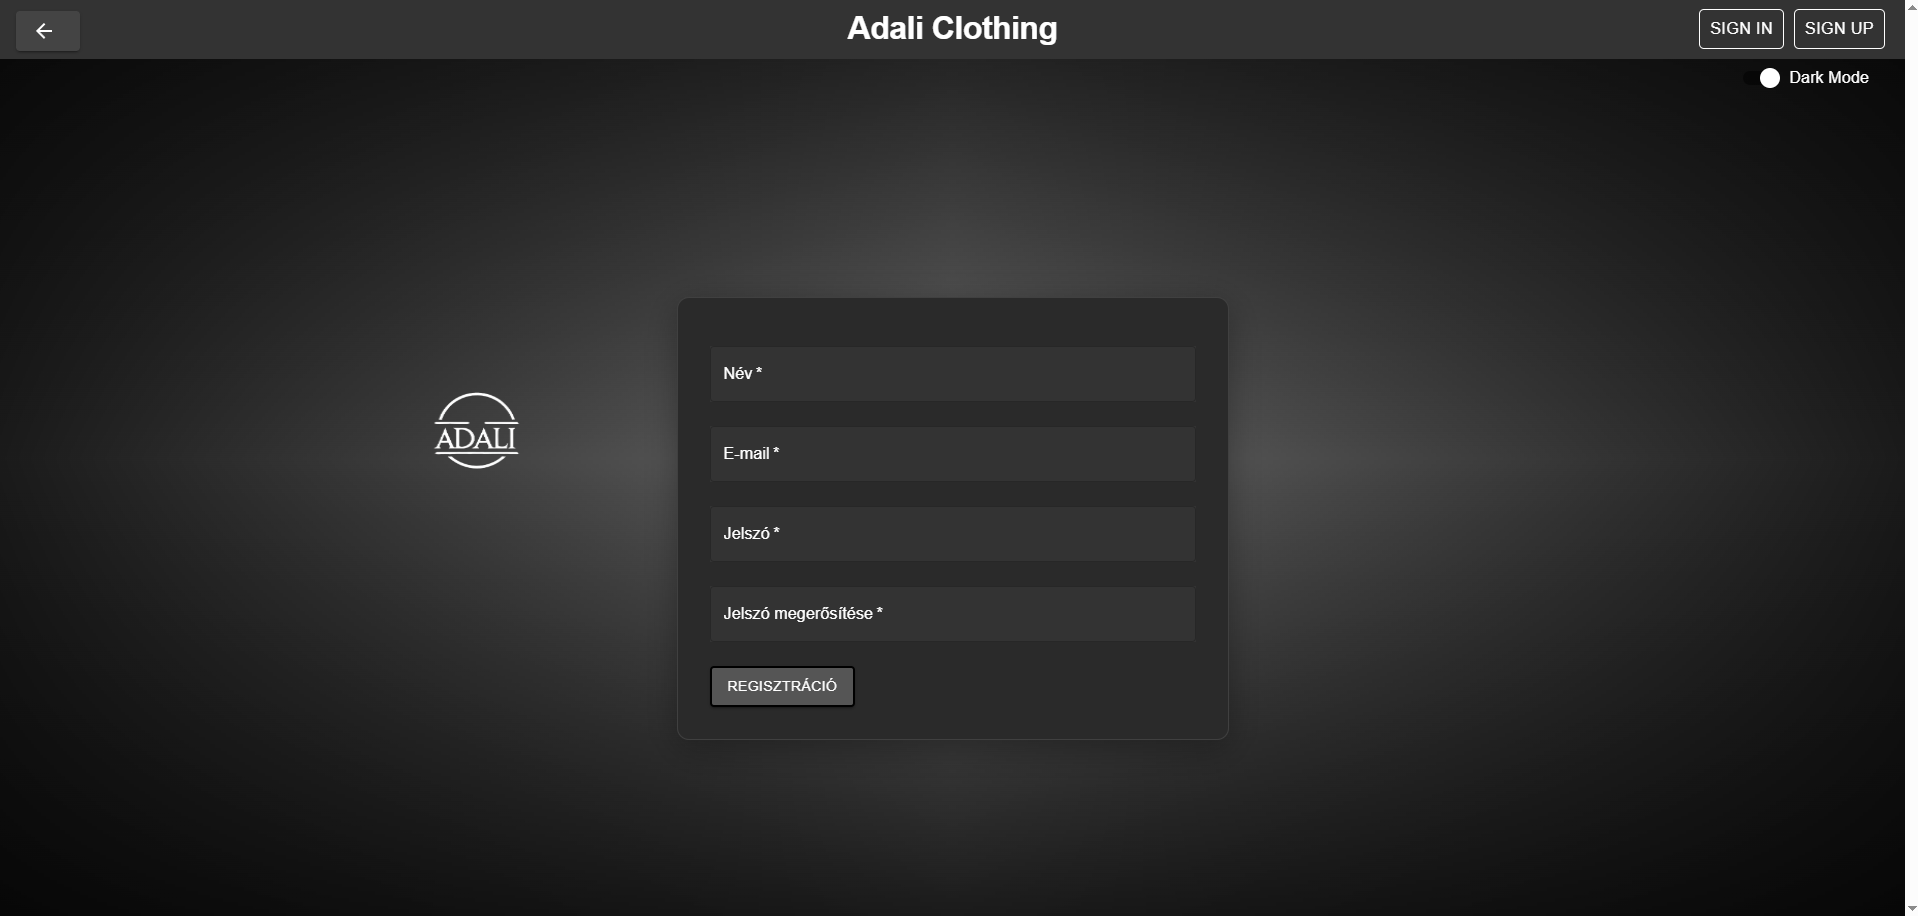 Adali Clothing
SIGN IN
SIGN UP
Dark Mode
ADALI
Név *
E-mail *
Jelszó *
Jelszó megerősítése *
REGISZTRÁCIÓ